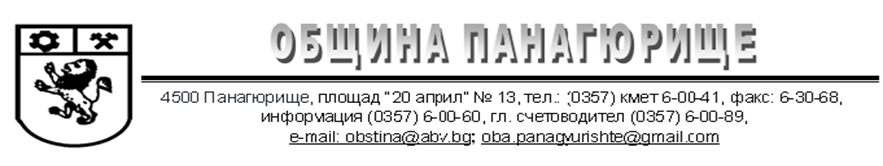 ОБЩИНА ПАНАГЮРИЩЕ
4500 Панагюрище, площад "20 април" № 13, тел.: (0357) кмет 6-00-41, факс: 6-30-68,
информация (0357) 6-00-60, гл. счетоводител (0357) 6-00-89,
e-mail: obstina@abv.bg; oba.panagyurishte@gmail.com